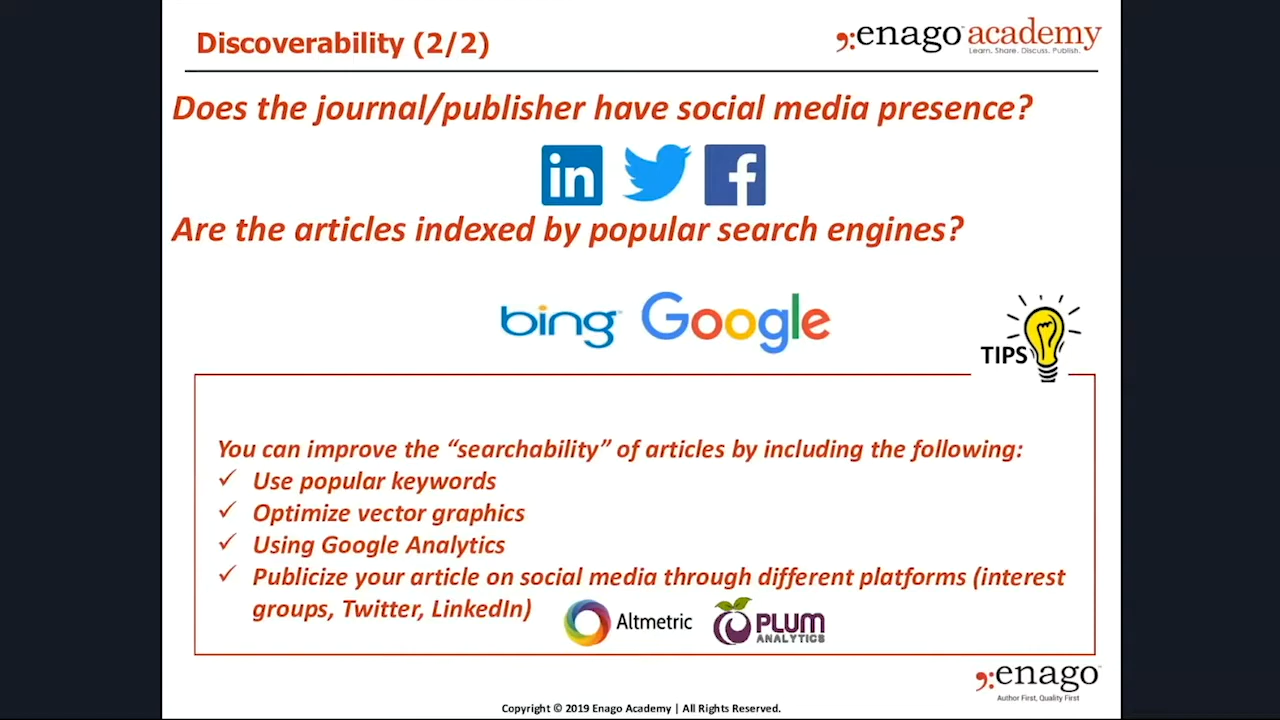 Discoverability (2/2)
enago academy
Learn. Share. Discuss. Publish.
Does the journal/publisher have social media presence?
in
f
Are the articles indexed by popular search engines?
bing
Google
TIPS
You can improve the “searchability” of articles by including the following:
✓ Use popular keywords
✓ Optimize vector graphics
✓ Using Google Analytics
✓ Publicize your article on social media through different platforms (interest
groups, Twitter, LinkedIn)
Altmetric
PLUM
ANALYTICS
enago
Author First, Quality First
Copyright © 2019 Enago Academy | All Rights Reserved.